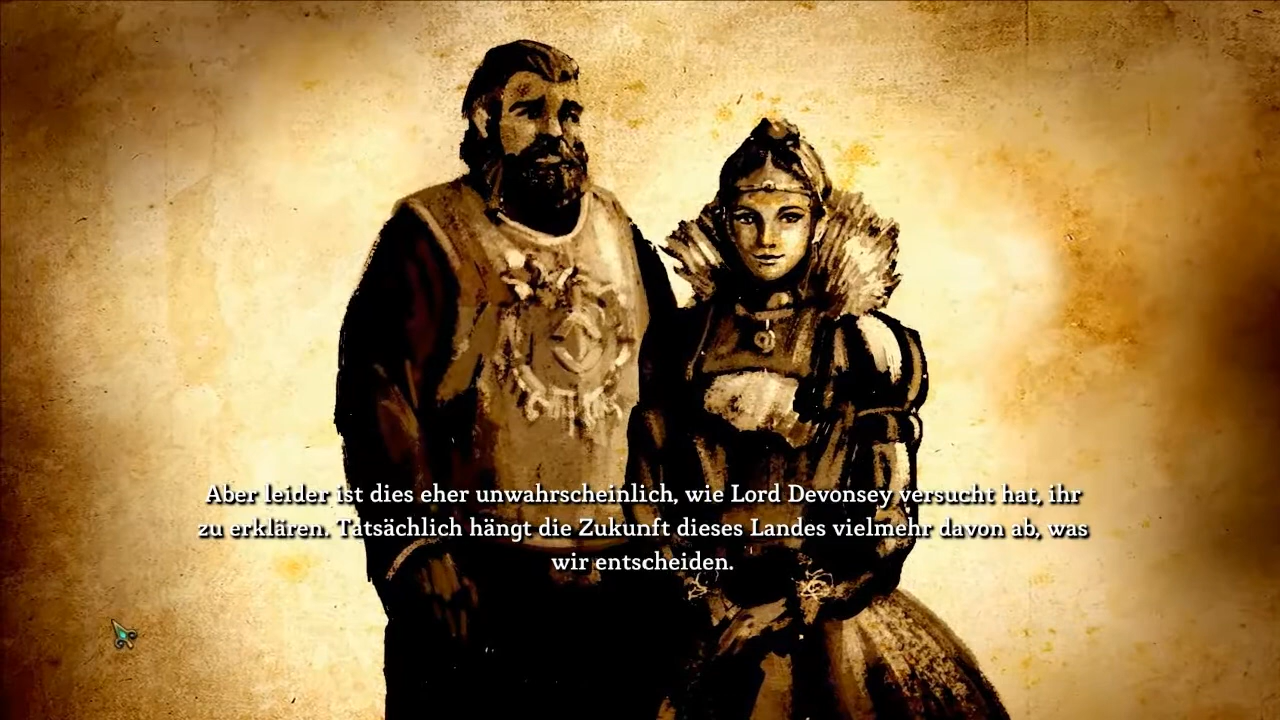 Aber leider ist dies eher unwahrscheinlich, wie Lord Devonsey versucht hat, ihr
zu erklären. Tatsächlich hängt die Zukunft dieses Landes vielmehr davon ab, was
wir entscheiden.